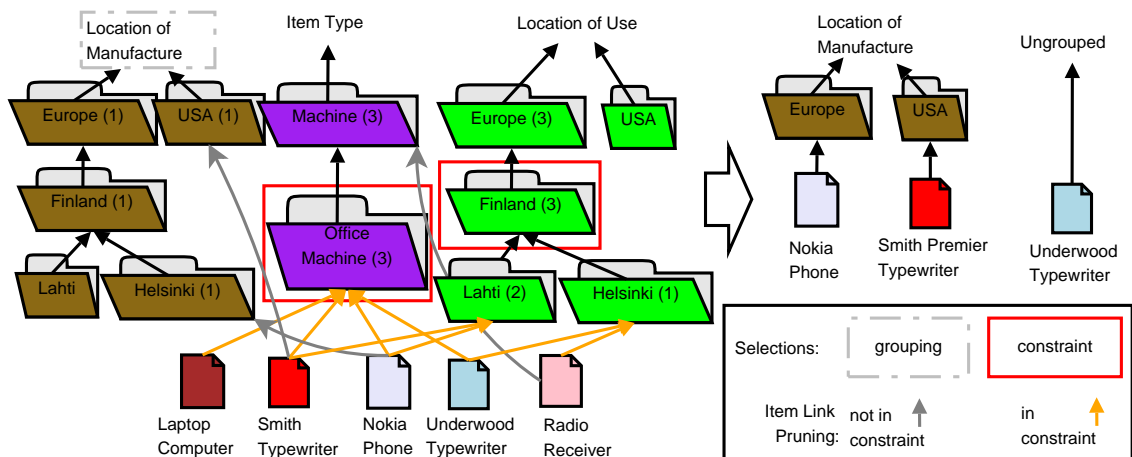 Location of
Manufacture
Item Type
Location of Use
Location of
Manufacture
Ungrouped
Europe (1)
USA (1)
Machine (3)
Europe (3)
USA
Europe
USA
Finland (1)
Office
Machine (3)
Finland (3)
Lahti
Helsinki (1)
Lahti (2)
Helsinki (1)
Nokia
Phone
Smith Premier
Typewriter
Underwood
Typewriter
Laptop
Computer
Smith
Typewriter
Nokia
Phone
Underwood
Typewriter
Radio
Receiver
Selections:
grouping
constraint
Item Link
Pruning:
not in
constraint
in
constraint